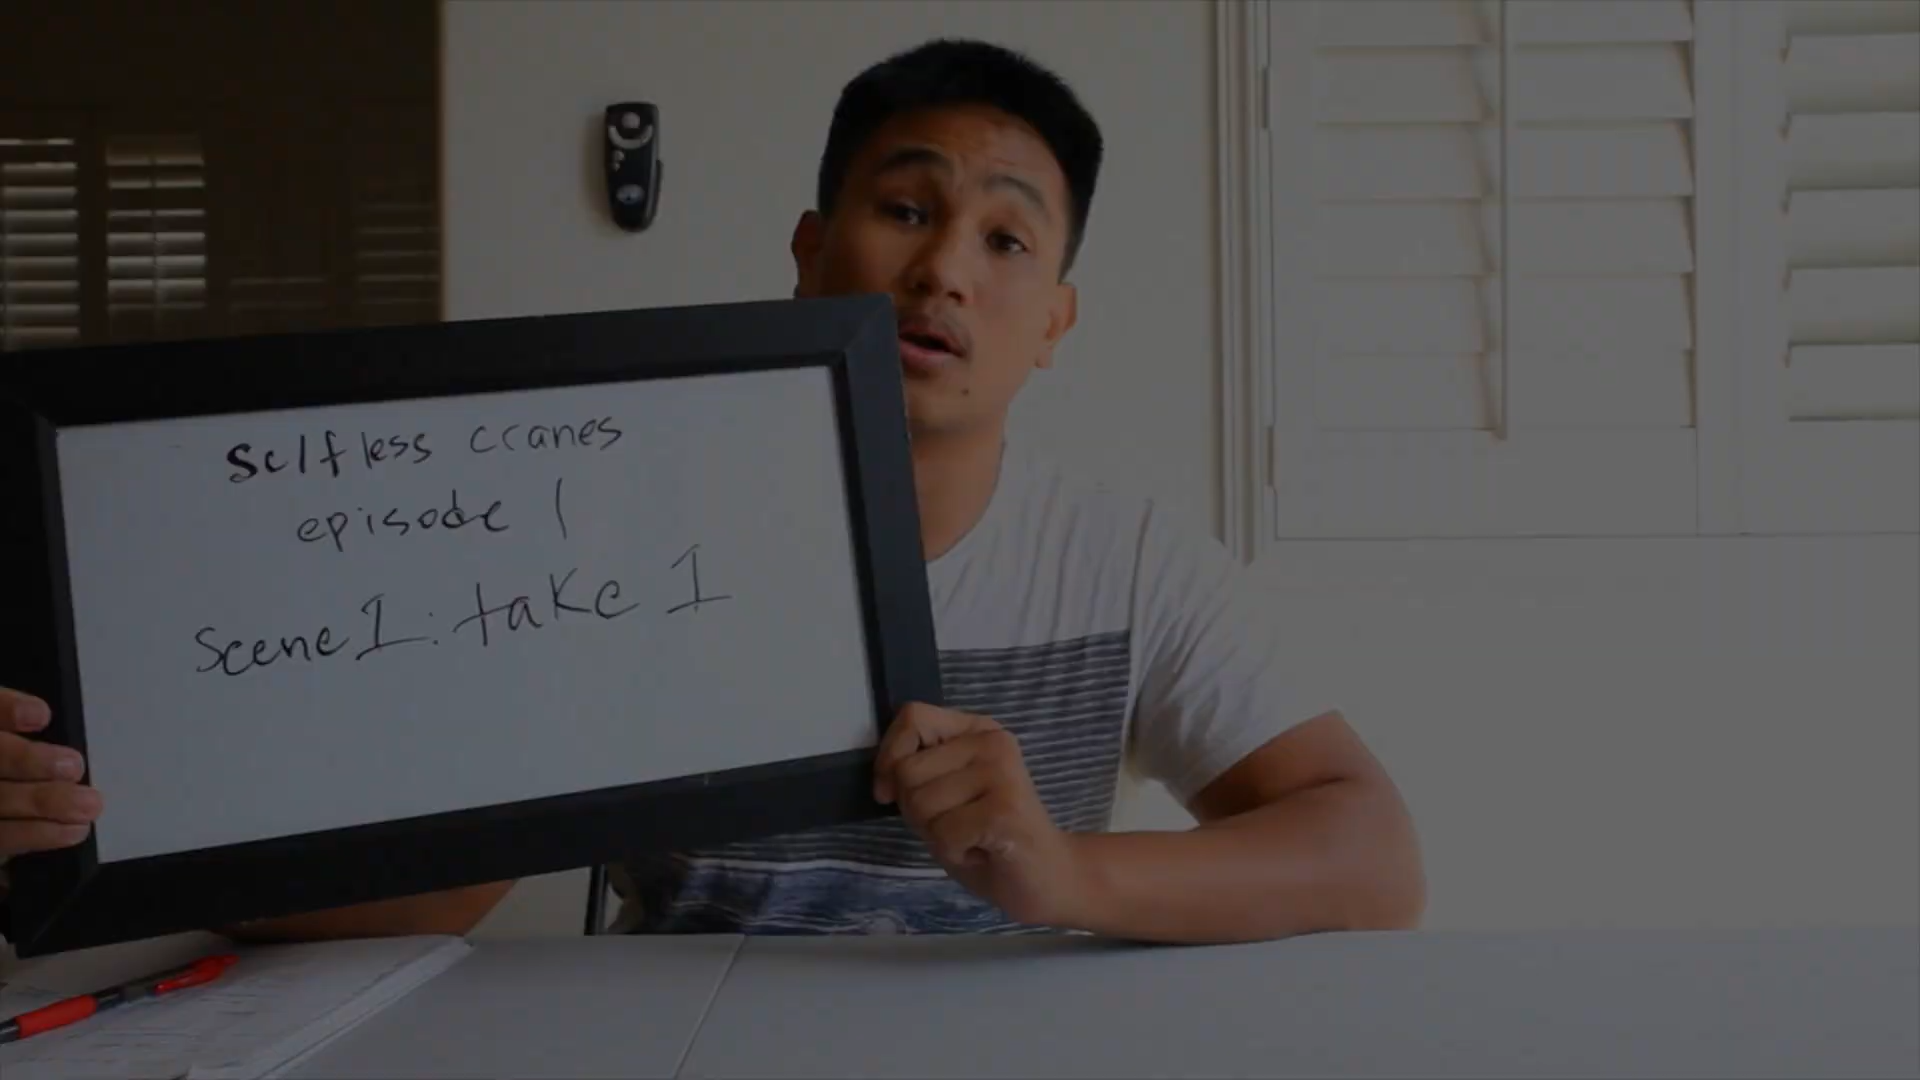 selfless cranes
episode 1
Scene 1: take 1